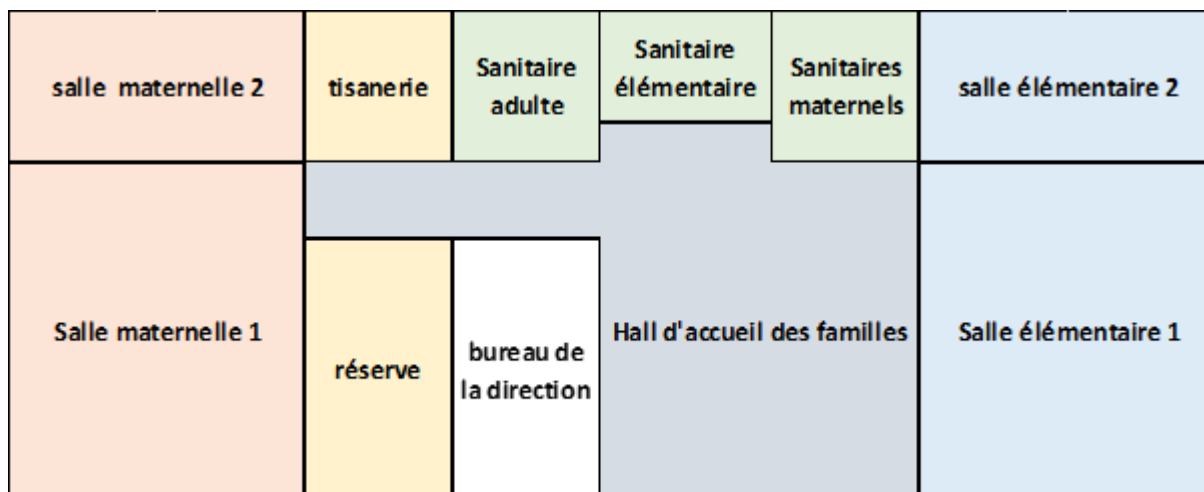 salle maternelle 2
tisanerie
Sanitaire
adulte
Sanitaire
élémentaire
Sanitaires
maternels
salle élémentaire 2
Salle maternelle 1
réserve
bureau de
la direction
Hall d'accueil des familles
Salle élémentaire 1